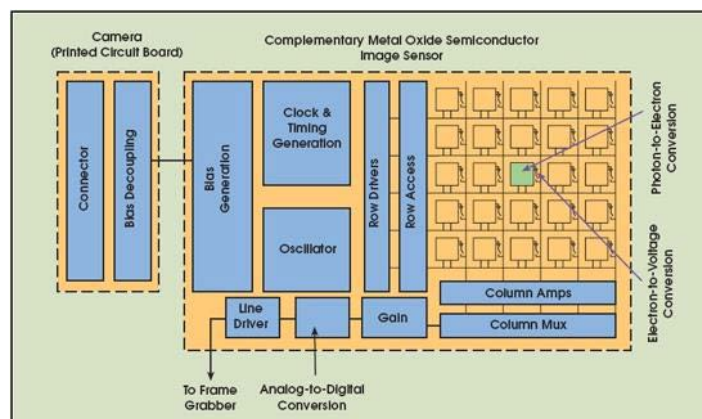 Camera
(Printed Circuit Board)
Complementary Metal Oxide Semiconductor
Image Sensor
Connector
Bias Decoupling
Bias
Generation
Clock &
Timing Generation
Oscillator
Row Drivers
Row Access
Photon-to-Electron
Conversion
Electron-to-Voltage
Conversion
Column Amps
Column Mux
Line
Driver
Gain
To Frame
Grabber
Analog-to-Digital
Conversion